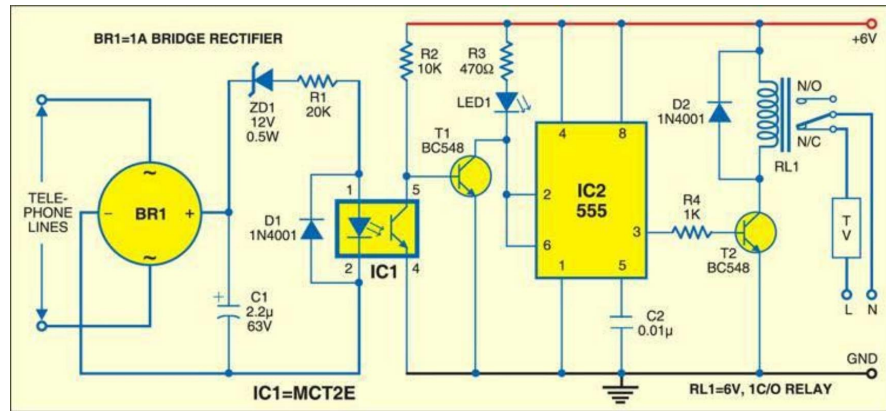 BR1=1A BRIDGE RECTIFIER
TELE-
PHONE
LINES
~
BR1
~
−
+
ZD1
12V
0.5W
R1
20K
C1
2.2µ
63V
+
D1
1N4001
1
2
5
4
IC1
IC1=MCT2E
R2
10K
R3
470Ω
LED1
T1
BC548
4
8
2
6
3
1
5
IC2
555
C2
0.01µ
R4
1K
T2
BC548
D2
1N4001
RL1
N/O
N/C
+6V
T
V
L
N
GND
RL1=6V, 1C/O RELAY